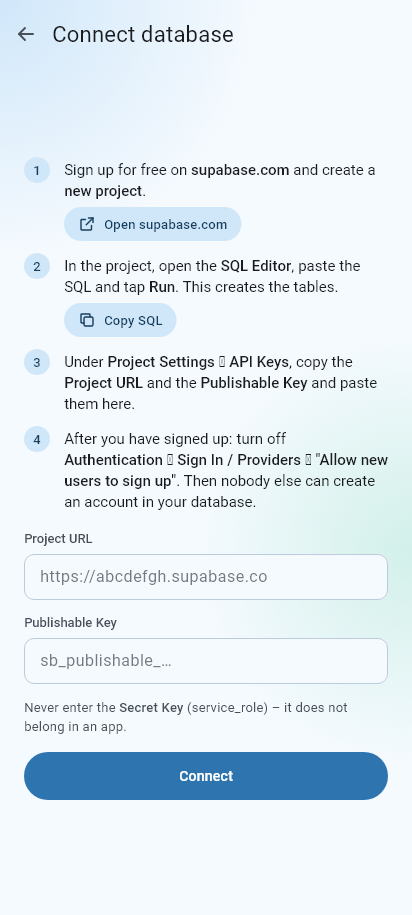 Connect database
1 Sign up for free on supabase.com and create a
new project.
Open supabase.com
2 In the project, open the SQL Editor, paste the
SQL and tap Run. This creates the tables.
Copy SQL
3 Under Project Settings ▯ API Keys, copy the
Project URL and the Publishable Key and paste
them here.
4 After you have signed up: turn off
Authentication ▯ Sign In / Providers ▯ "Allow new
users to sign up". Then nobody else can create
an account in your database.
Project URL
https://abcdefgh.supabase.co
Publishable Key
sb_publishable_…
Never enter the Secret Key (service_role) – it does not
belong in an app.
Connect